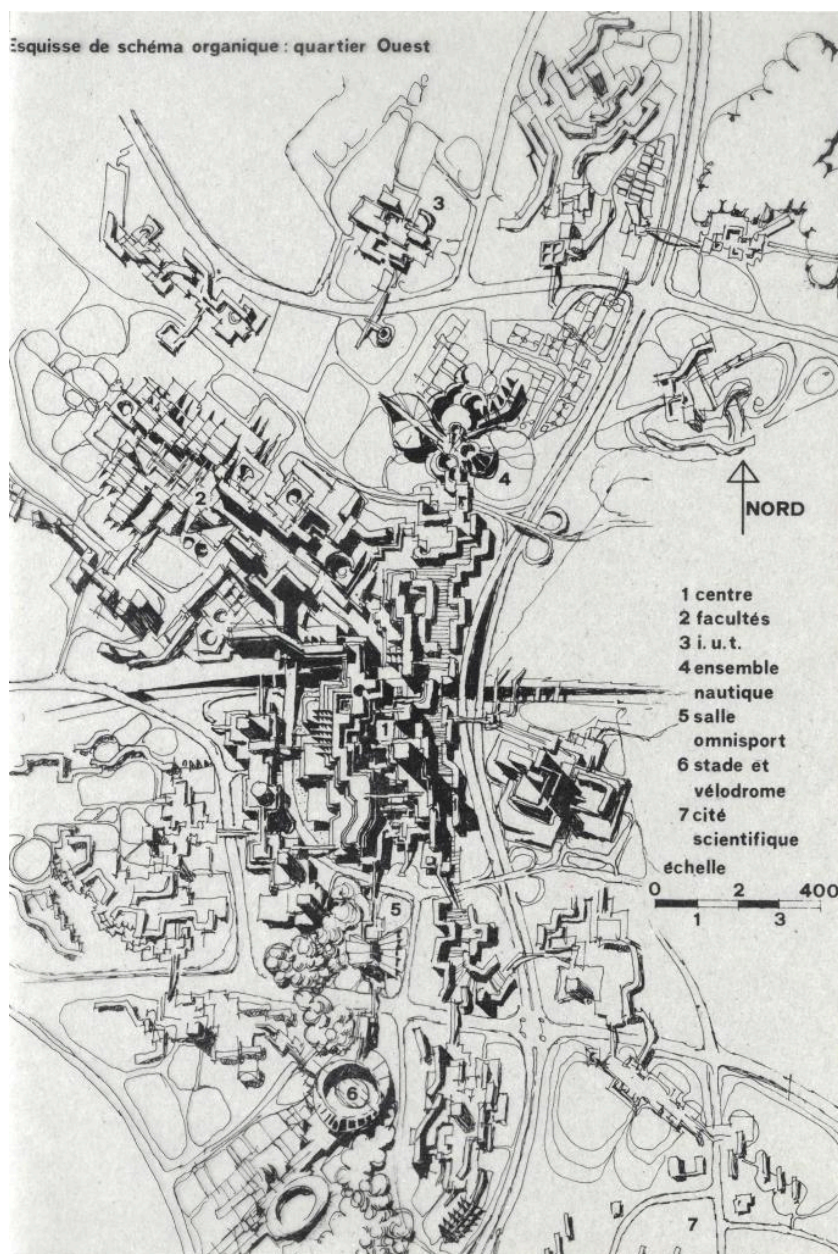 Esquisse de schéma organique : quartier Ouest
3
2
4
NORD
1 centre
2 facultés
3 i. u. t.
4 ensemble
nautique
5 salle
omnisport
6 stade et
vélodrome
7 cité
scientifique
échelle
0 2 400
1 3
1
5
6
7